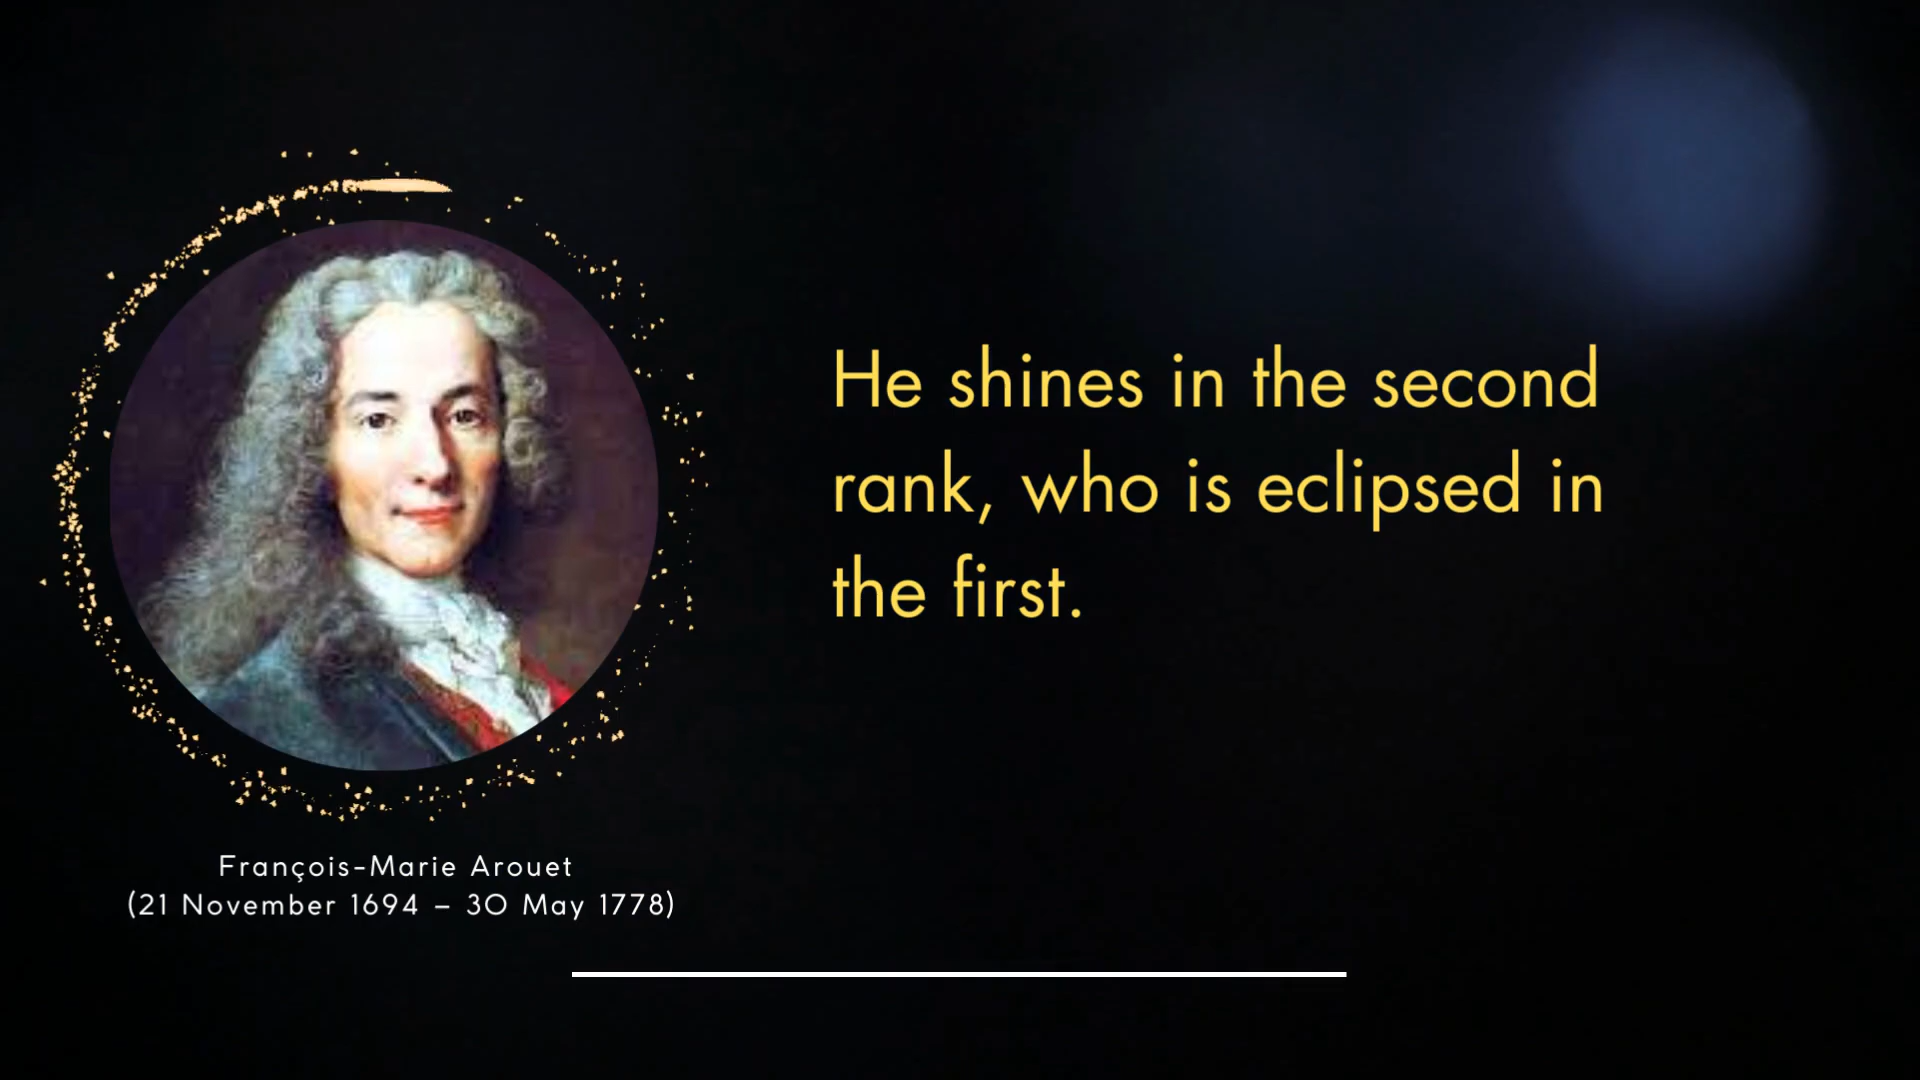 He shines in the second
rank, who is eclipsed in
the first.
François-Marie Arouet
(21 November 1694 – 30 May 1778)